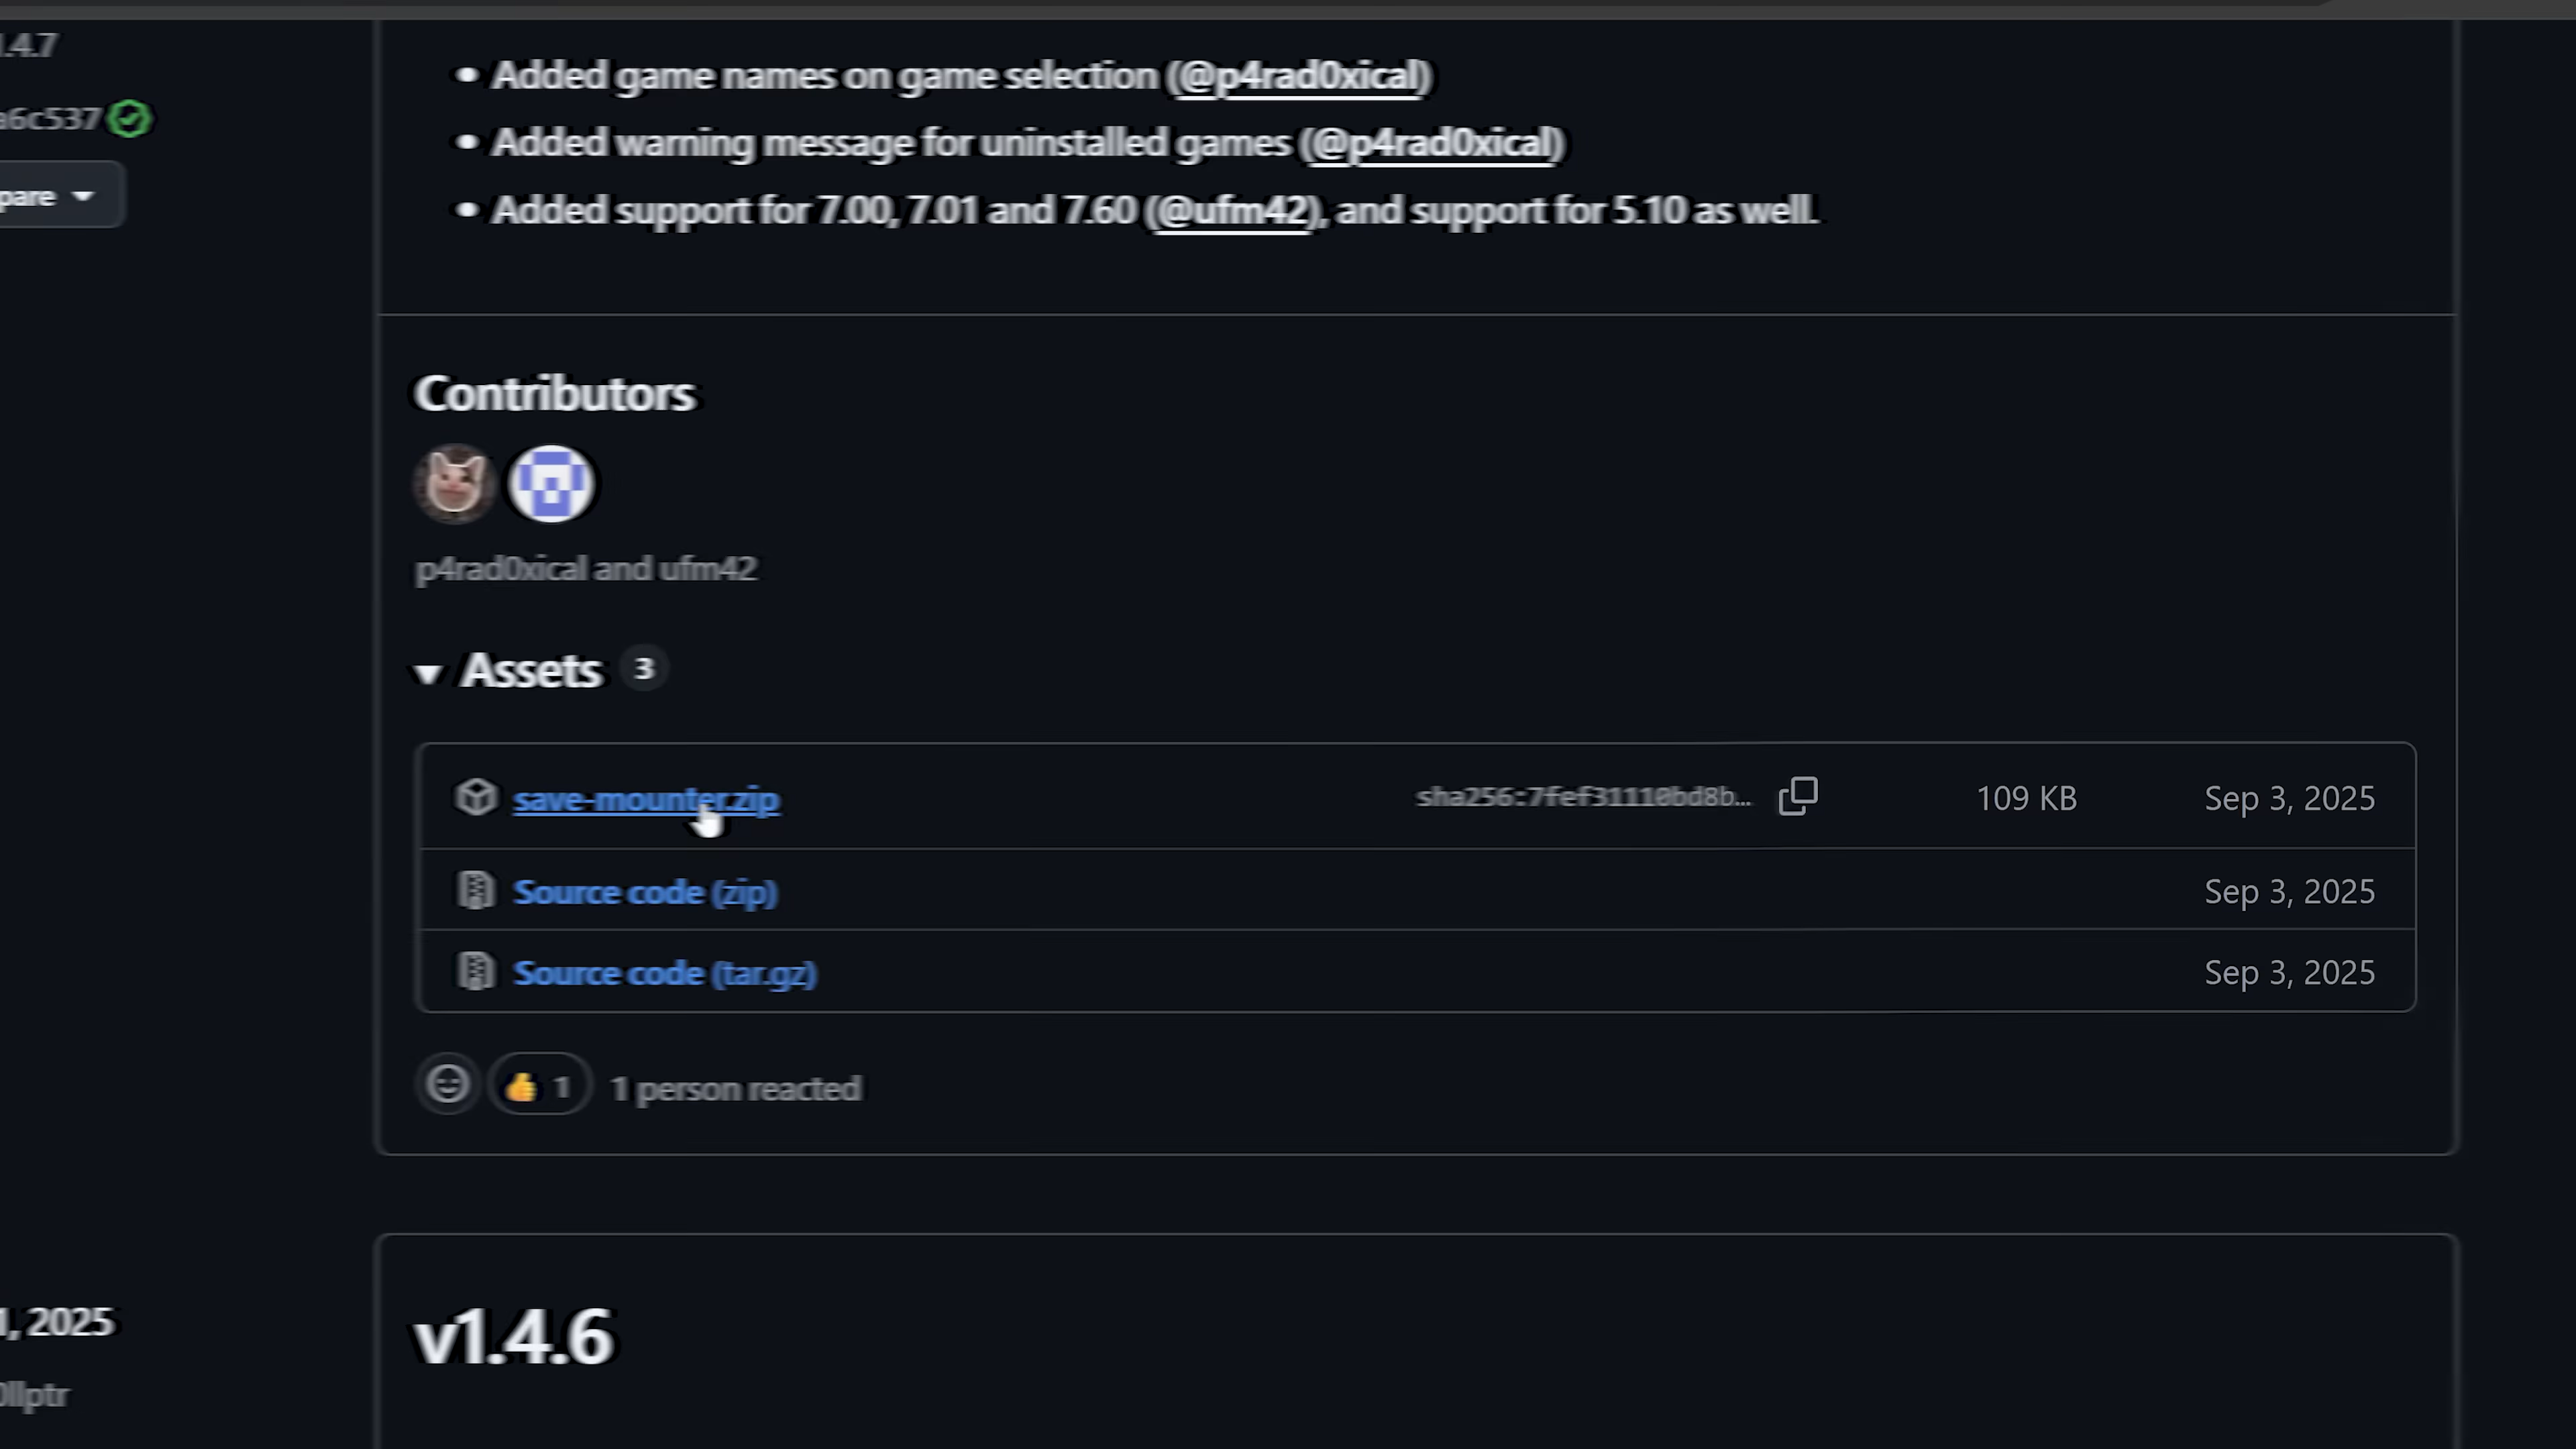 .4.7
a6c537
pare
• Added game names on game selection (@p4rad0xical)
• Added warning message for uninstalled games (@p4rad0xical)
• Added support for 7.00, 7.01 and 7.60 (@ufm42), and support for 5.10 as well.
Contributors
p4rad0xical and ufm42
Assets 3
save-mounter.zip sha256:7fef31110bd8b… 109 KB Sep 3, 2025
Source code (zip) Sep 3, 2025
Source code (tar.gz) Sep 3, 2025
👍 1 1 person reacted
, 2025
llptr
v1.4.6